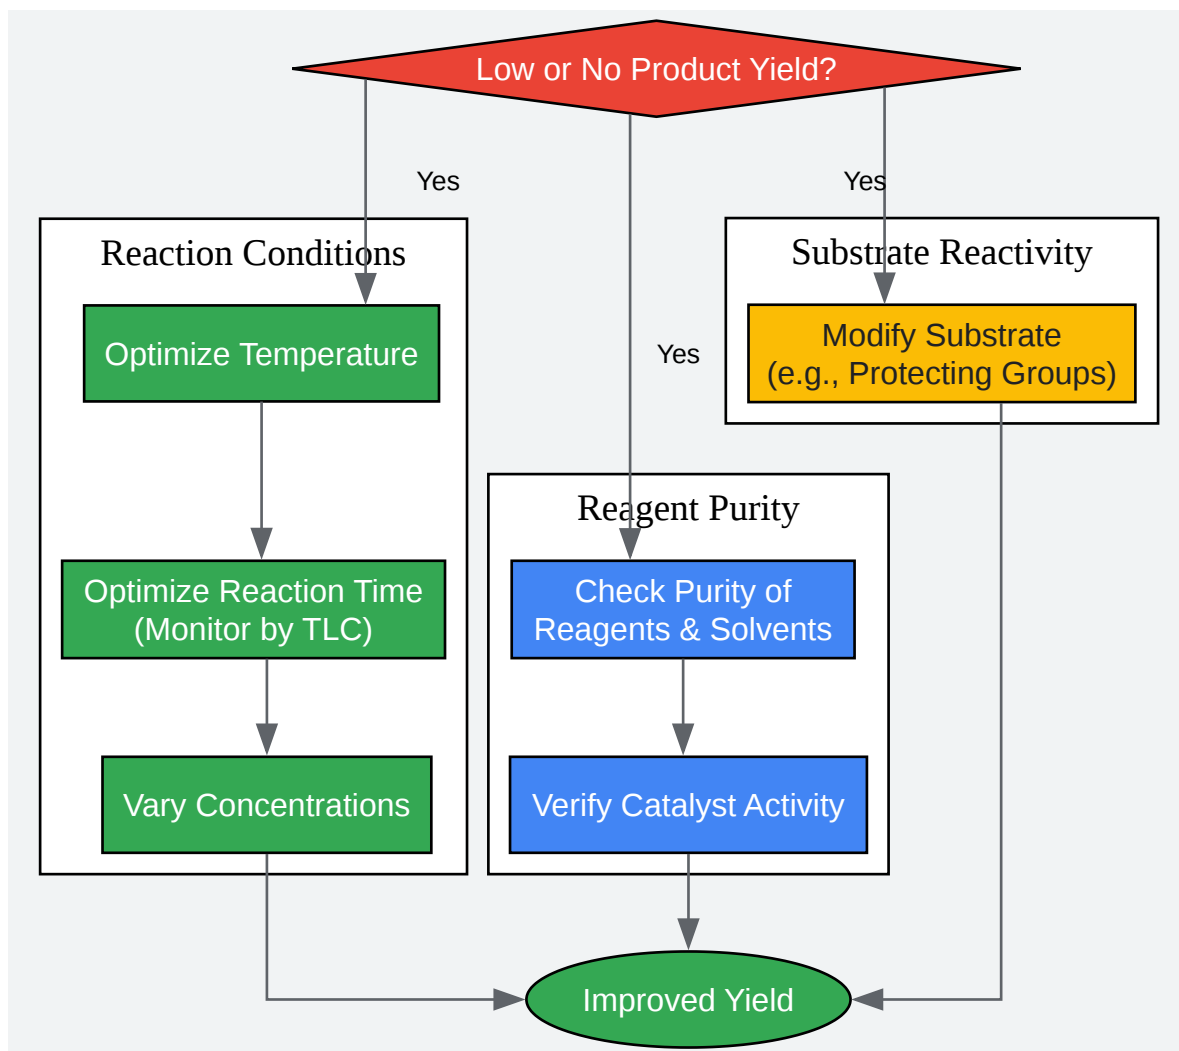 Low or No Product Yield?
Yes
Yes
Reaction Conditions
Substrate Reactivity
Optimize Temperature
Yes
Modify Substrate
(e.g., Protecting Groups)
Reagent Purity
Optimize Reaction Time
(Monitor by TLC)
Check Purity of
Reagents & Solvents
Vary Concentrations
Verify Catalyst Activity
Improved Yield